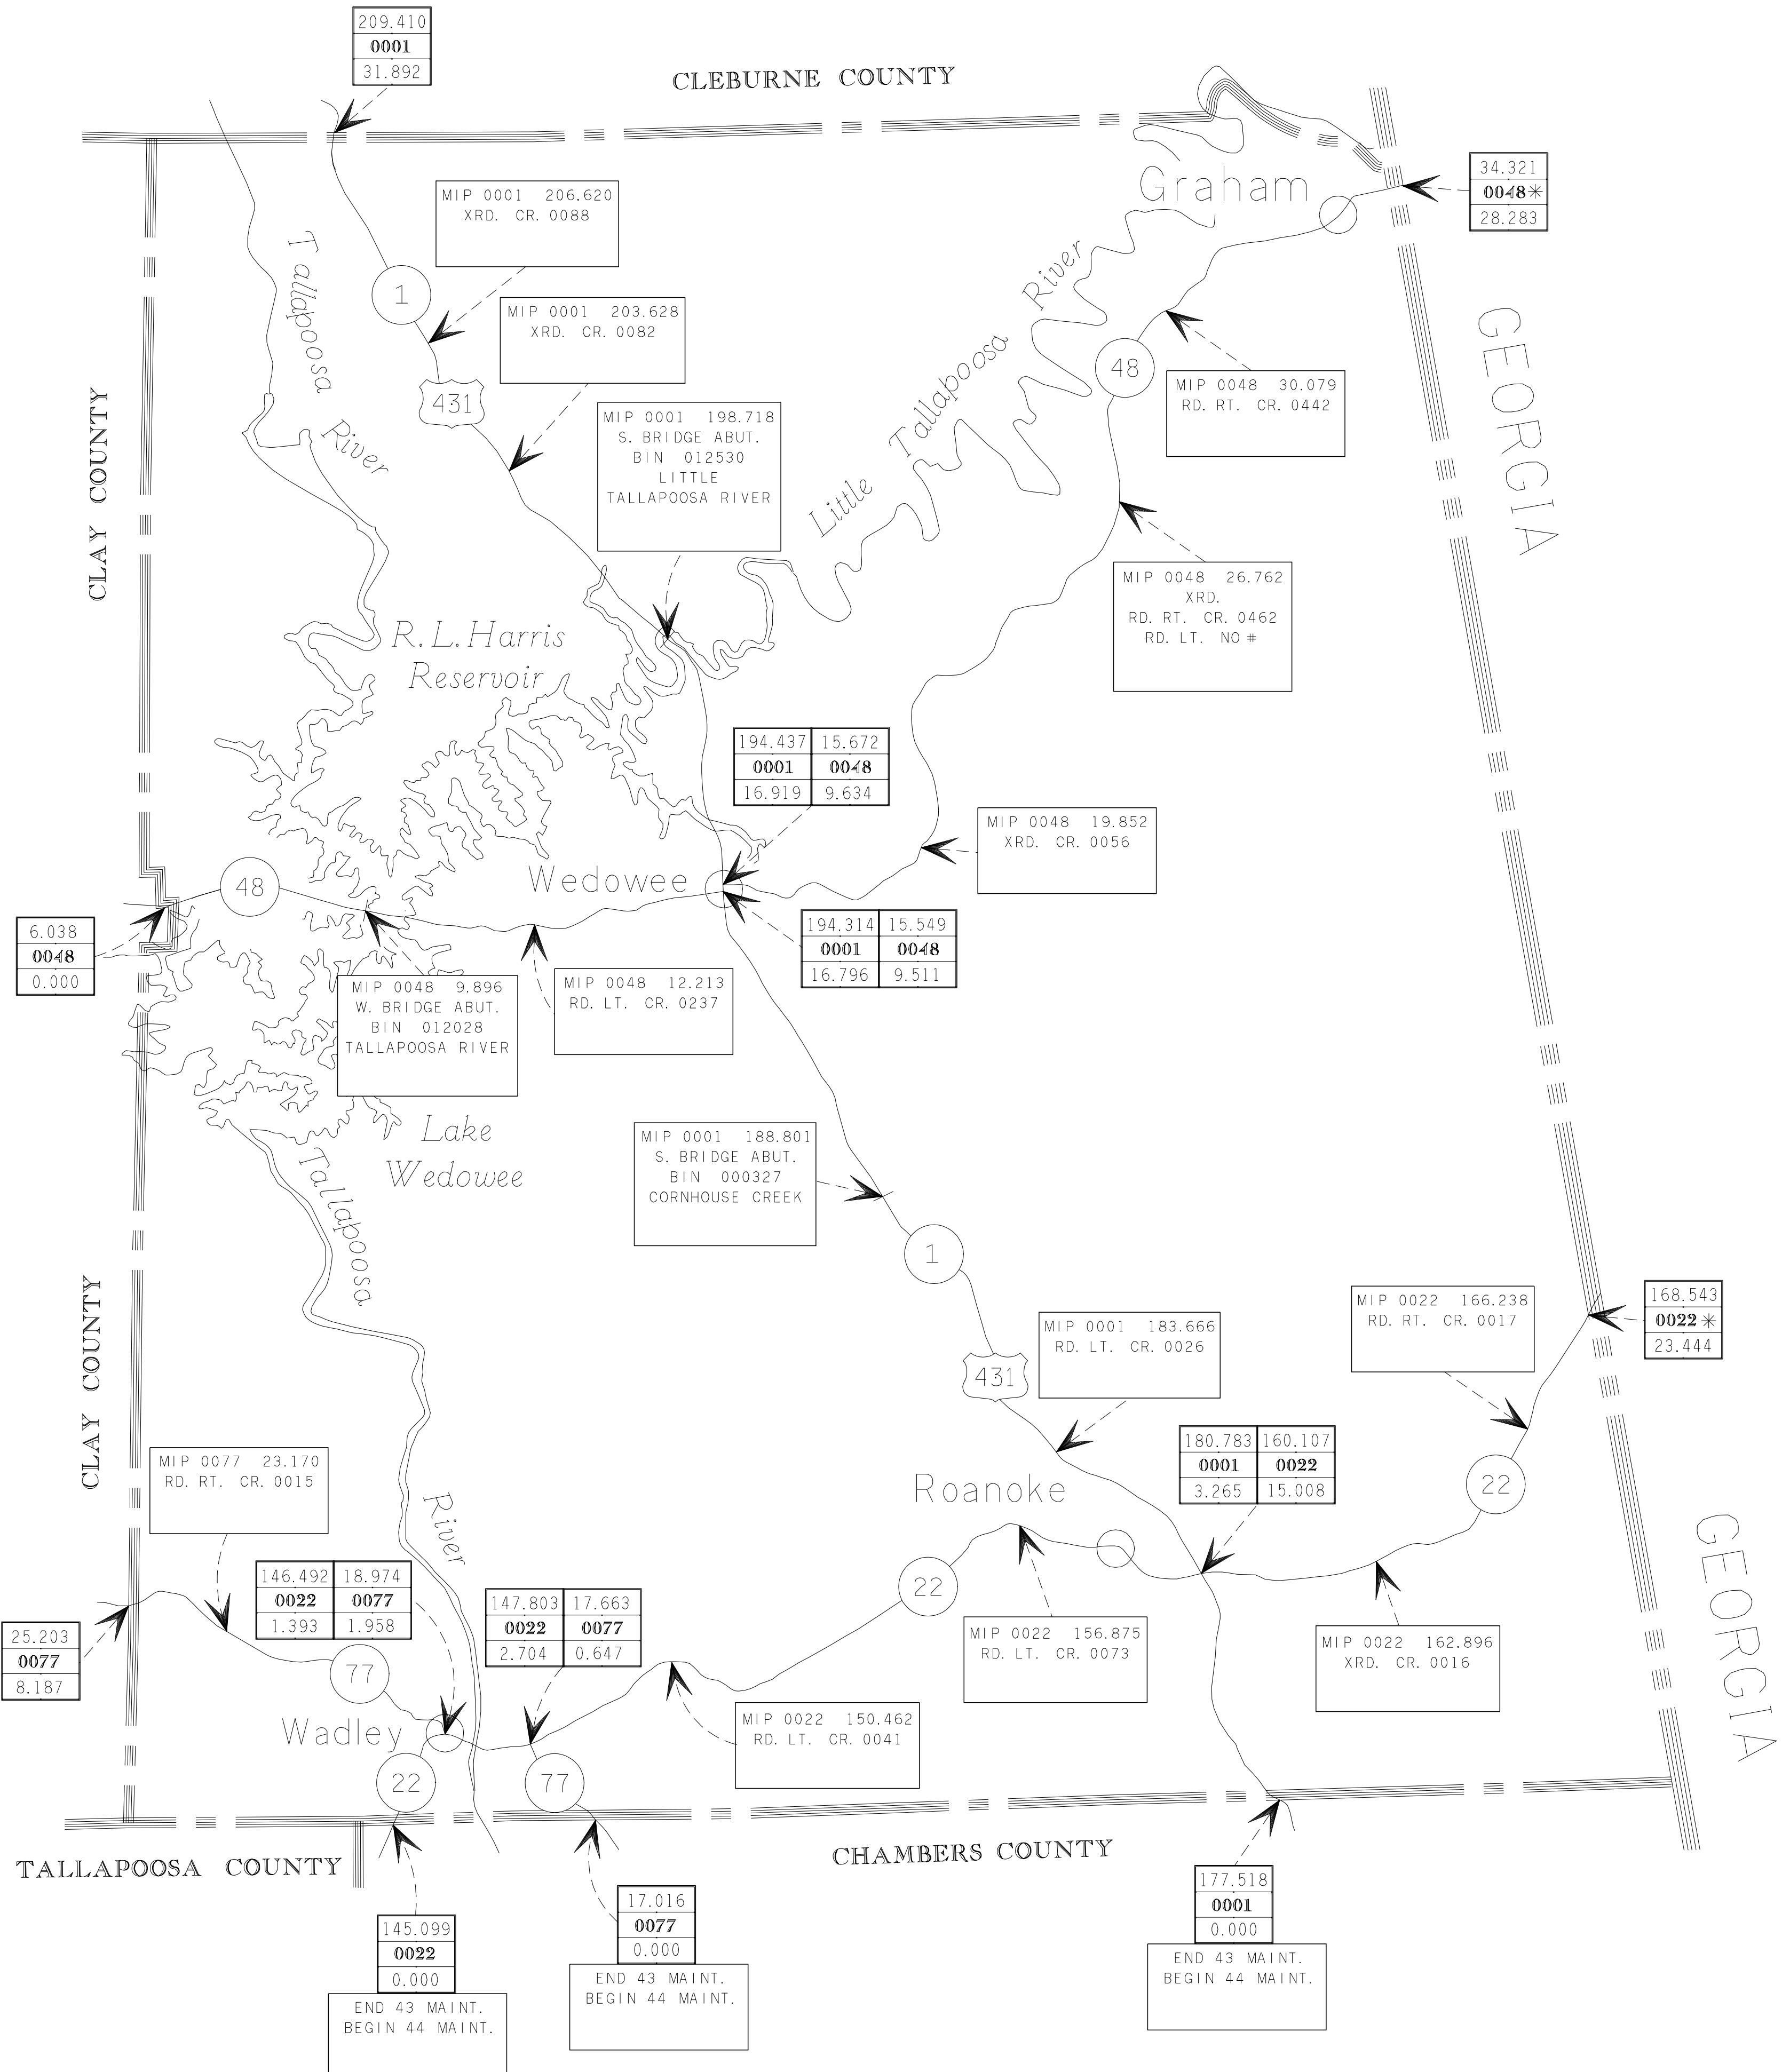 209.410
0001
31.892
CLEBURNE COUNTY
34.321
0048*
28.283
Graham
MIP 0001 206.620
XRD. CR. 0088
1
MIP 0001 203.628
XRD. CR. 0082
431
Tallapoosa
River
MIP 0001 198.718
S. BRIDGE ABUT.
BIN 012530
LITTLE
TALLAPOOSA RIVER
Little Tallapoosa River
48
MIP 0048 30.079
RD. RT. CR. 0442
GEORGIA
CLAY COUNTY
MIP 0048 26.762
XRD.
RD. RT. CR. 0462
RD. LT. NO #
R.L.Harris
Reservoir
194.437 15.672
0001 0048
16.919 9.634
MIP 0048 19.852
XRD. CR. 0056
Wedowee
48
6.038
0048
0.000
194.314 15.549
0001 0048
16.796 9.511
MIP 0048 9.896
W. BRIDGE ABUT.
BIN 012028
TALLAPOOSA RIVER
MIP 0048 12.213
RD. LT. CR. 0237
Lake
Wedowee
MIP 0001 188.801
S. BRIDGE ABUT.
BIN 000327
CORNHOUSE CREEK
Tallapoosa
River
1
431
CLAY COUNTY
MIP 0001 183.666
RD. LT. CR. 0026
MIP 0022 166.238
RD. RT. CR. 0017
168.543
0022*
23.444
180.783 160.107
0001 0022
3.265 15.008
22
Roanoke
MIP 0077 23.170
RD. RT. CR. 0015
146.492 18.974
0022 0077
1.393 1.958
147.803 17.663
0022 0077
2.704 0.647
22
GEORGIA
25.203
0077
8.187
77
MIP 0022 156.875
RD. LT. CR. 0073
MIP 0022 162.896
XRD. CR. 0016
Wadley
MIP 0022 150.462
RD. LT. CR. 0041
22
77
TALLAPOOSA COUNTY
CHAMBERS COUNTY
145.099
0022
0.000
END 43 MAINT.
BEGIN 44 MAINT.
17.016
0077
0.000
END 43 MAINT.
BEGIN 44 MAINT.
177.518
0001
0.000
END 43 MAINT.
BEGIN 44 MAINT.